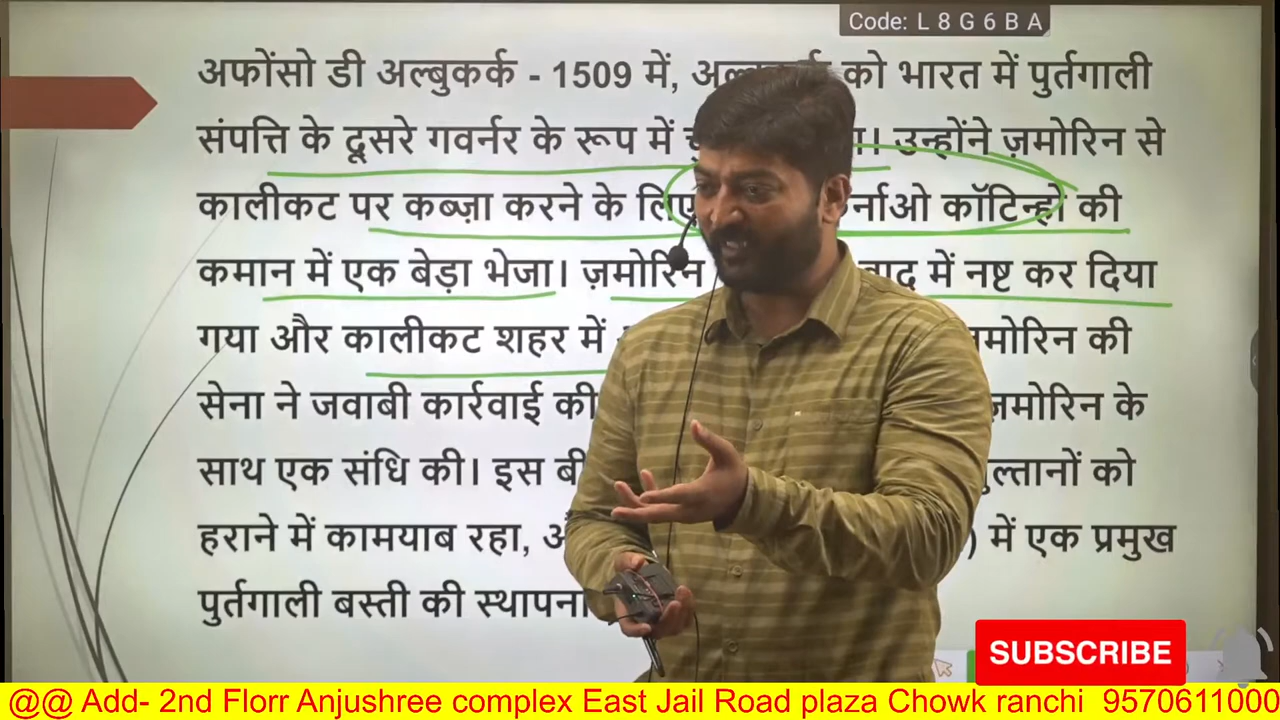 Code: L 8 G 6 B A
अफोंसो डी अल्बुकर्क - 1509 में, को भारत में पुर्तगाली
संपत्ति के दूसरे गवर्नर के रूप में उन्होंने ज़मोरिन से
कालीकट पर कब्ज़ा करने के लिए कॉटिन्हो की
कमान में एक बेड़ा भेजा। ज़मोरिन में नष्ट कर दिया
गया और कालीकट शहर में ज़मोरिन की
सेना ने जवाबी कार्रवाई की ज़मोरिन के
साथ एक संधि की। इस सुल्तानों को
हराने में कामयाब रहा, में एक प्रमुख
पुर्तगाली बस्ती की स्थापना
SUBSCRIBE
@@ Add- 2nd Florr Anjushree complex East Jail Road plaza Chowk ranchi 9570611000